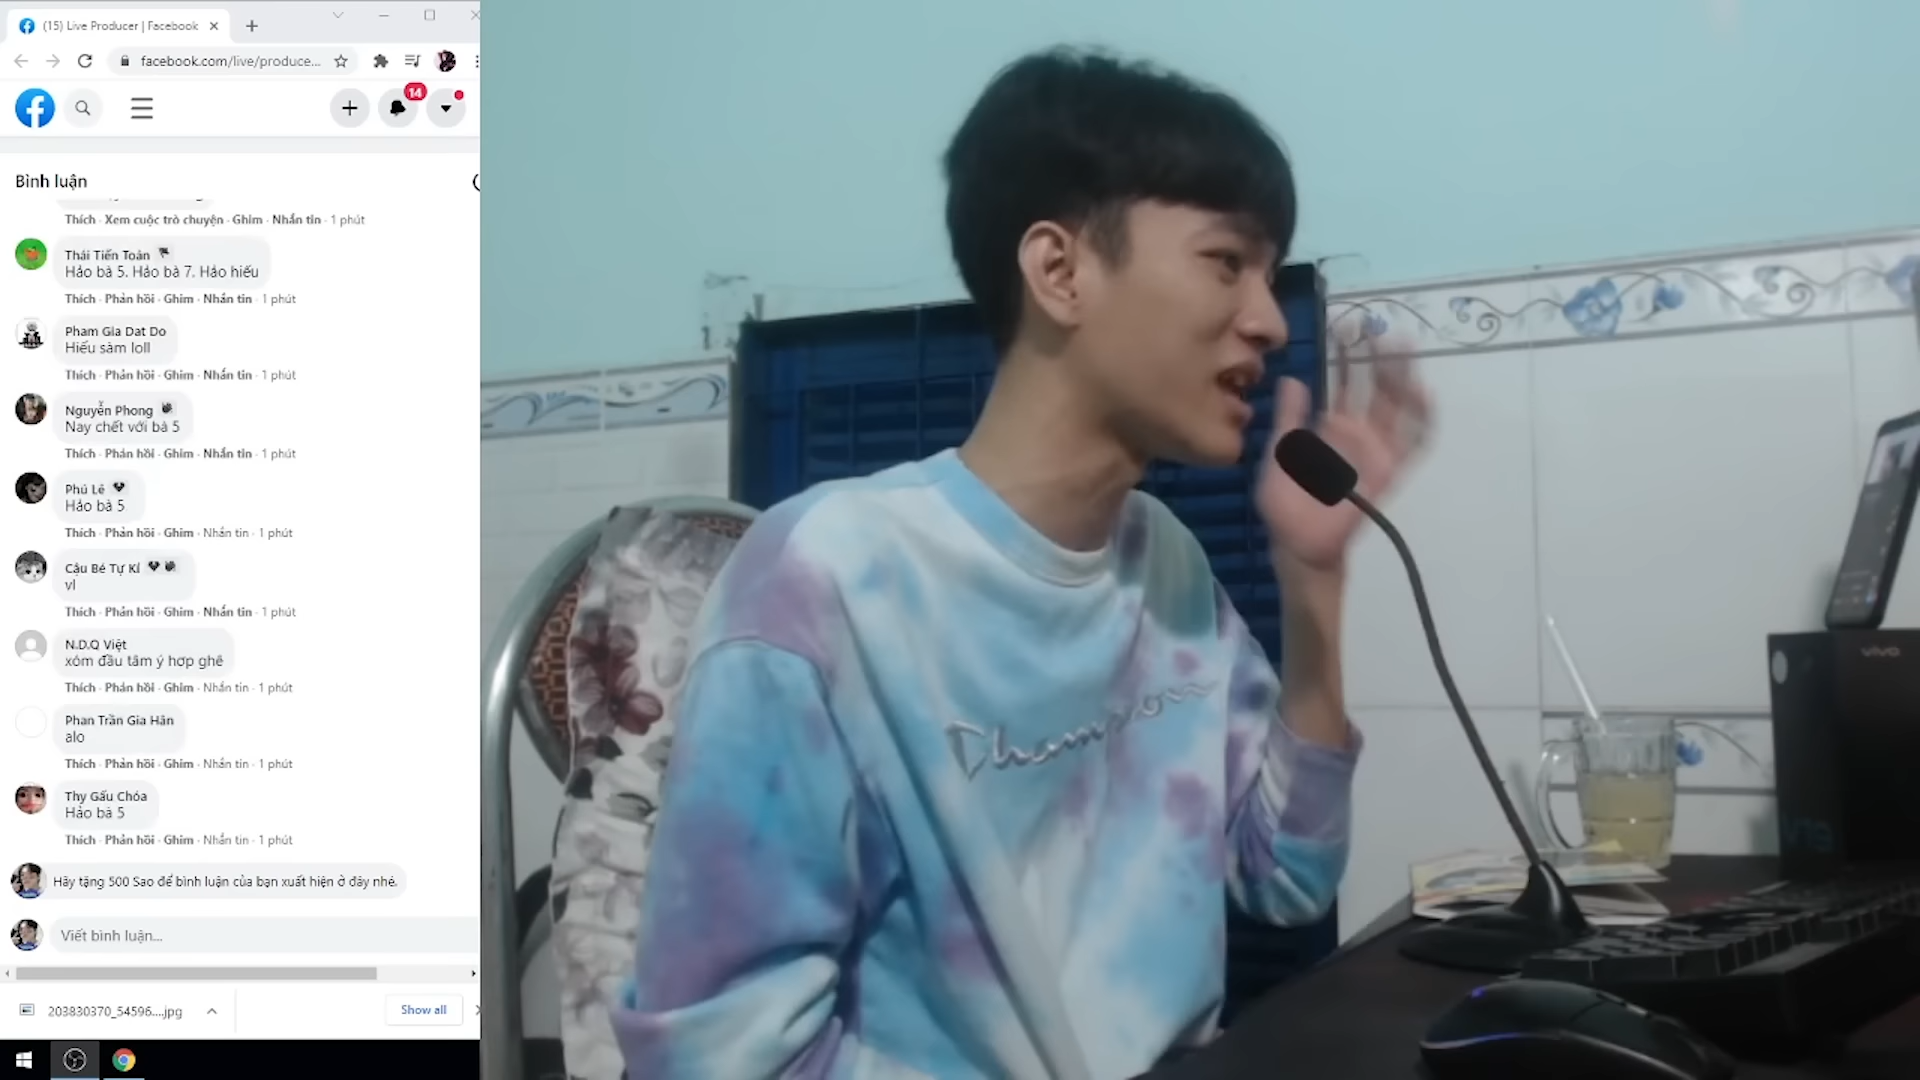 (15) Live Producer | Facebook
facebook.com/live/produce...
14
Bình luận
Thích · Xem cuộc trò chuyện · Ghim · Nhắn tin · 1 phút
Thái Tiến Toàn
Hảo bà 5. Hảo bà 7. Hảo hiếu
Thích · Phản hồi · Ghim · Nhắn tin · 1 phút
Pham Gia Dat Do
Hiếu sàm loll
Thích · Phản hồi · Ghim · Nhắn tin · 1 phút
Nguyễn Phong
Nay chết với bà 5
Thích · Phản hồi · Ghim · Nhắn tin · 1 phút
Phú Lê
Hảo bà 5
Thích · Phản hồi · Ghim · Nhắn tin · 1 phút
Cậu Bé Tự Kỉ
vl
Thích · Phản hồi · Ghim · Nhắn tin · 1 phút
N.D.Q Việt
xóm đầu tâm ý hợp ghê
Thích · Phản hồi · Ghim · Nhắn tin · 1 phút
Phan Trần Gia Hân
alo
Thích · Phản hồi · Ghim · Nhắn tin · 1 phút
Thy Gấu Chóa
Hảo bà 5
Thích · Phản hồi · Ghim · Nhắn tin · 1 phút
Hãy tặng 500 Sao để bình luận của bạn xuất hiện ở đây nhé.
Viết bình luận...
203830370_54596....jpg
Show all
Champion
vivo
V19